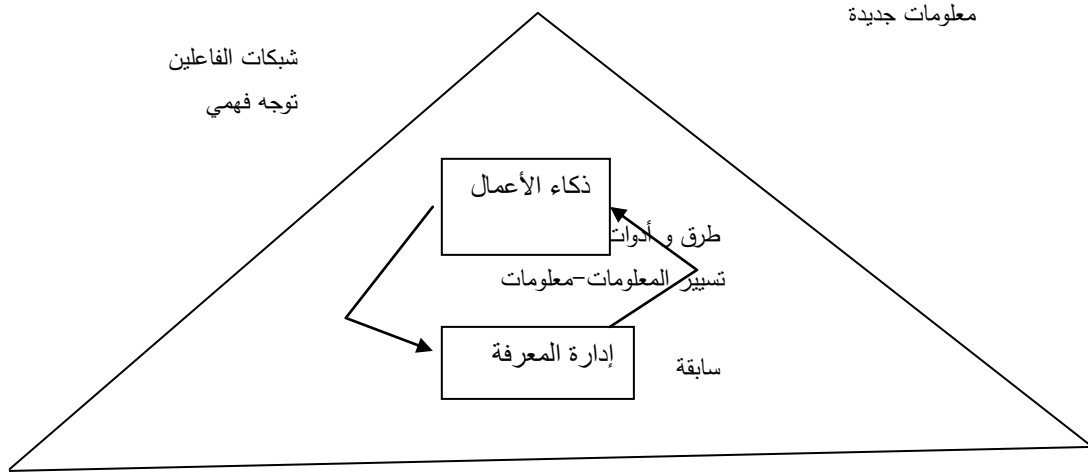 معلومات جديدة
شبكات الفاعلين
توجه فهمي
ذكاء الأعمال
طرق و أدوات
تسيير المعلومات–معلومات
إدارة المعرفة
سابقة